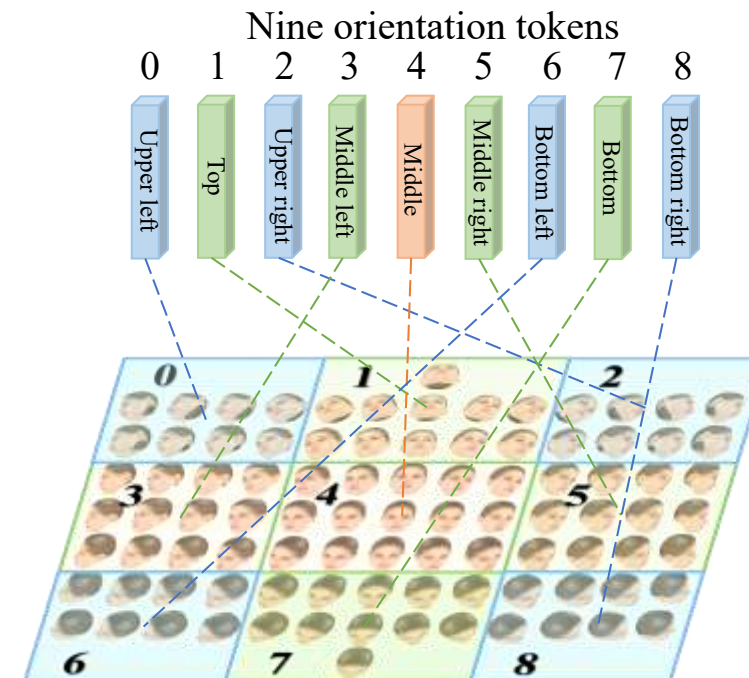 Nine orientation tokens
0 1 2 3 4 5 6 7 8
Upper left
Top
Upper right
Middle left
Middle
Middle right
Bottom left
Bottom
Bottom right
0 1 2
3 4 5
6 7 8